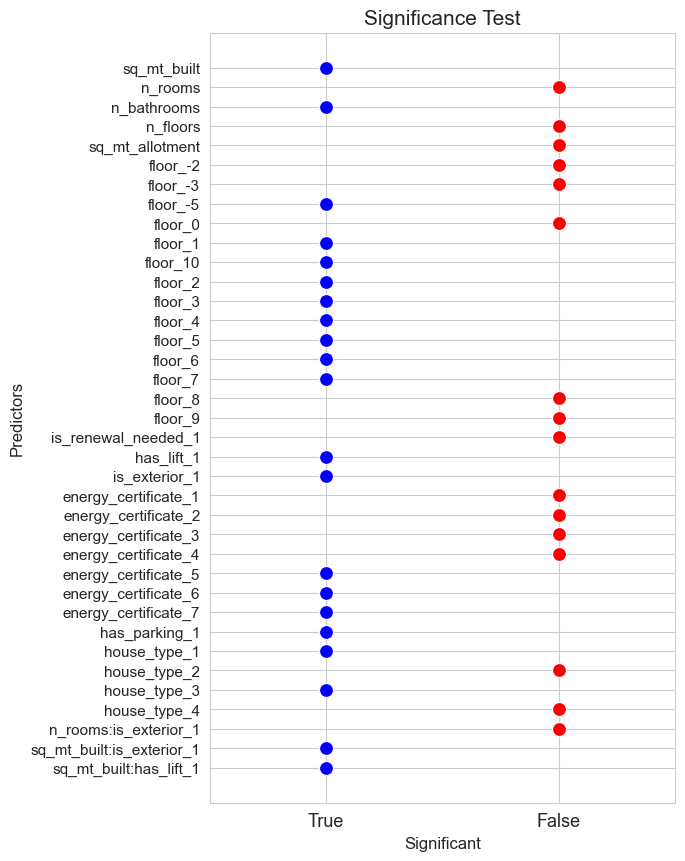 Significance Test
sq_mt_built
n_rooms
n_bathrooms
n_floors
sq_mt_allotment
floor_-2
floor_-3
floor_-5
floor_0
floor_1
floor_10
floor_2
floor_3
floor_4
floor_5
floor_6
floor_7
floor_8
floor_9
is_renewal_needed_1
has_lift_1
is_exterior_1
energy_certificate_1
energy_certificate_2
energy_certificate_3
energy_certificate_4
energy_certificate_5
energy_certificate_6
energy_certificate_7
has_parking_1
house_type_1
house_type_2
house_type_3
house_type_4
n_rooms:is_exterior_1
sq_mt_built:is_exterior_1
sq_mt_built:has_lift_1
Predictors
True False
Significant